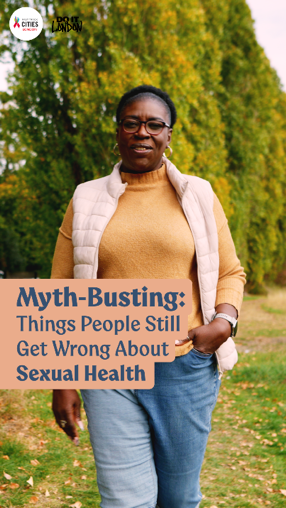 CITIES
DO IT
LONDON
Myth-Busting:
Things People Still
Get Wrong About
Sexual Health